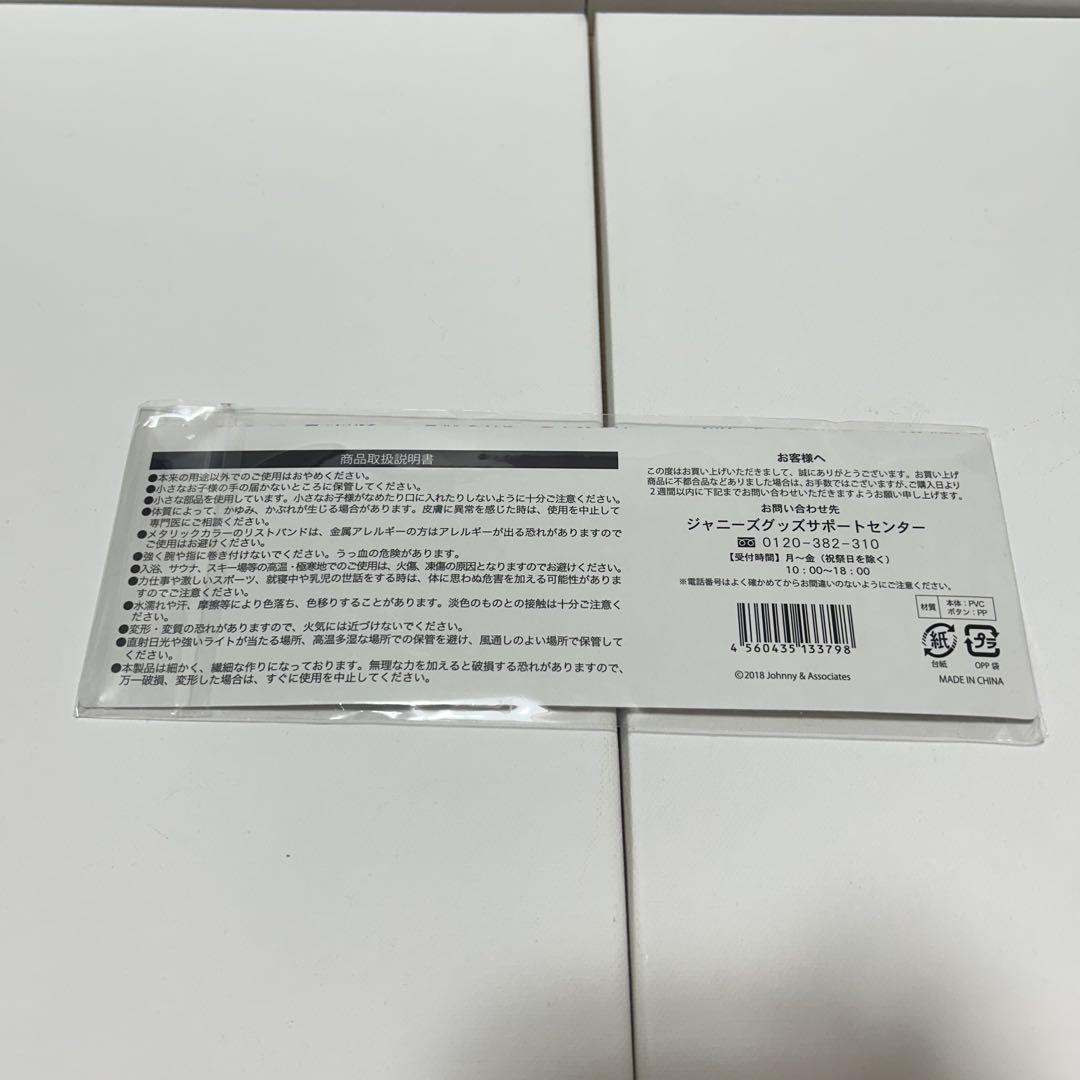 商品取扱説明書
●本来の用途以外でのご使用はおやめください。
●小さなお子様の手の届かないところに保管してください。
●小さな部品を使用しています。小さなお子様がなめたり口に入れたりしないように十分ご注意ください。
●体質によって、かゆみ、かぶれが生じる場合があります。皮膚に異常を感じた時は、使用を中止して
専門医にご相談ください。
●メタリックカラーのリストバンドは、金属アレルギーの方はアレルギーが出る恐れがありますので
ご使用はお避けください。
●強く腕や指に巻き付けないでください。うっ血の危険があります。
●入浴、サウナ、スキー場等の高温・極寒地でのご使用は、火傷、凍傷の原因となりますのでお避けください。
●力仕事や激しいスポーツ、就寝中や乳児の世話をする時は、体に思わぬ危害を加える可能性がありま
すのでご注意ください。
●水濡れや汗、摩擦等により色落ち、色移りすることがあります。淡色のものとの接触は十分ご注意く
ださい。
●変形・変質の恐れがありますので、火気には近づけないでください。
●直射日光や強いライトが当たる場所、高温多湿な場所での保管を避け、風通しのよい場所で保管して
ください。
●本製品は細かく、繊細な作りになっております。無理な力を加えると破損する恐れがありますので、
万一破損、変形した場合は、すぐに使用を中止してください。
お客様へ
この度はお買い上げいただきまして、誠にありがとうございます。お買い上げ
商品に不都合品などありました場合は、お手数ではございますが、ご購入日より
2週間以内に下記までお問い合わせいただきますようお願い申し上げます。
お問い合わせ先
ジャニーズグッズサポートセンター
0120-382-310
【受付時間】月〜金（祝祭日を除く）
10：00〜18：00
※電話番号はよく確かめてからお間違いのないようにご注意ください。
材質 本体：PVC
ボタン：PP
4 560435 133798
©2018 Johnny & Associates
紙
台紙
プラ
OPP 袋
MADE IN CHINA